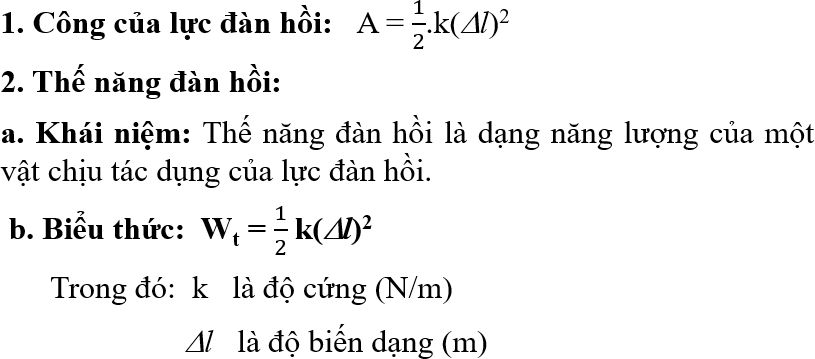 1. Công của lực đàn hồi: A = 1/2.k(Δl)²
2. Thế năng đàn hồi:
a. Khái niệm: Thế năng đàn hồi là dạng năng lượng của một
vật chịu tác dụng của lực đàn hồi.
b. Biểu thức: Wₜ = 1/2 k(Δl)²
Trong đó: k là độ cứng (N/m)
Δl là độ biến dạng (m)